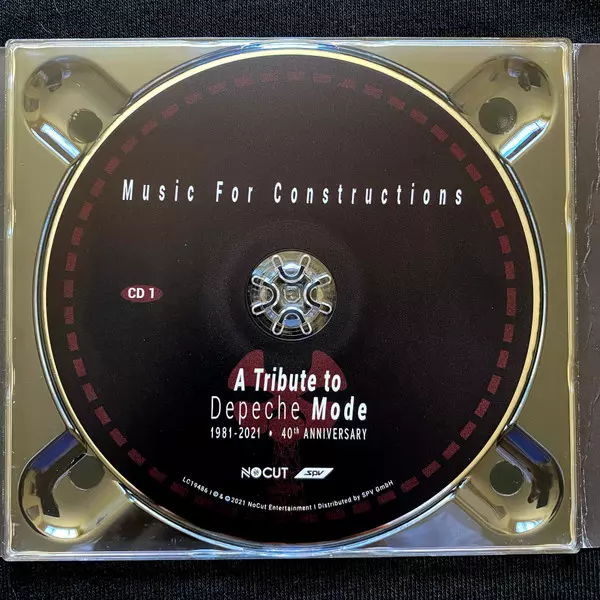 Music For Constructions
CD 1
A Tribute to
Depeche Mode
1981-2021 • 40th ANNIVERSARY
NOCUT SPV
LC19486 | ℗ & © 2021 NoCut Entertainment | Distributed by SPV GmbH